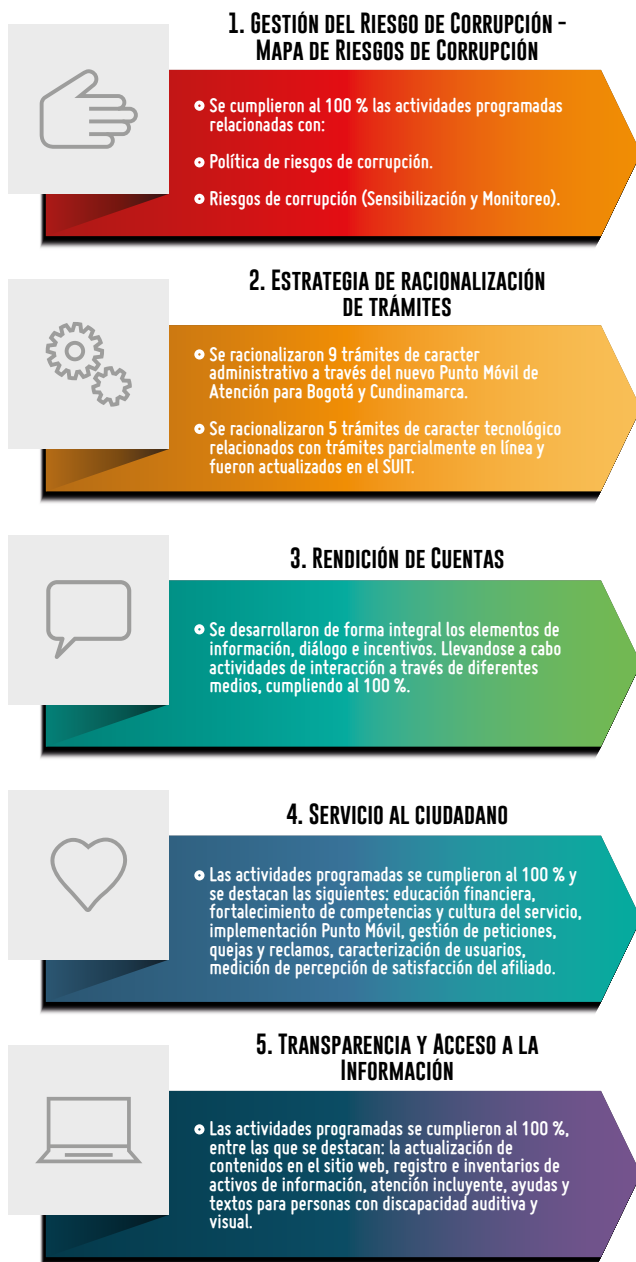 1. Gestión del Riesgo de Corrupción -
Mapa de Riesgos de Corrupción
Se cumplieron al 100 % las actividades programadas
relacionadas con:
Política de riesgos de corrupción.
Riesgos de corrupción (Sensibilización y Monitoreo).
2. Estrategia de racionalización
de trámites
Se racionalizaron 9 trámites de caracter
administrativo a través del nuevo Punto Móvil de
Atención para Bogotá y Cundinamarca.
Se racionalizaron 5 trámites de caracter tecnológico
relacionados con trámites parcialmente en línea y
fueron actualizados en el SUIT.
3. Rendición de Cuentas
Se desarrollaron de forma integral los elementos de
información, diálogo e incentivos. Llevandose a cabo
actividades de interacción a través de diferentes
medios, cumpliendo al 100 %.
4. Servicio al ciudadano
Las actividades programadas se cumplieron al 100 % y
se destacan las siguientes: educación financiera,
fortalecimiento de competencias y cultura del servicio,
implementación Punto Móvil, gestión de peticiones,
quejas y reclamos, caracterización de usuarios,
medición de percepción de satisfacción del afiliado.
5. Transparencia y Acceso a la
Información
Las actividades programadas se cumplieron al 100 %,
entre las que se destacan: la actualización de
contenidos en el sitio web, registro e inventarios de
activos de información, atención incluyente, ayudas y
textos para personas con discapacidad auditiva y
visual.